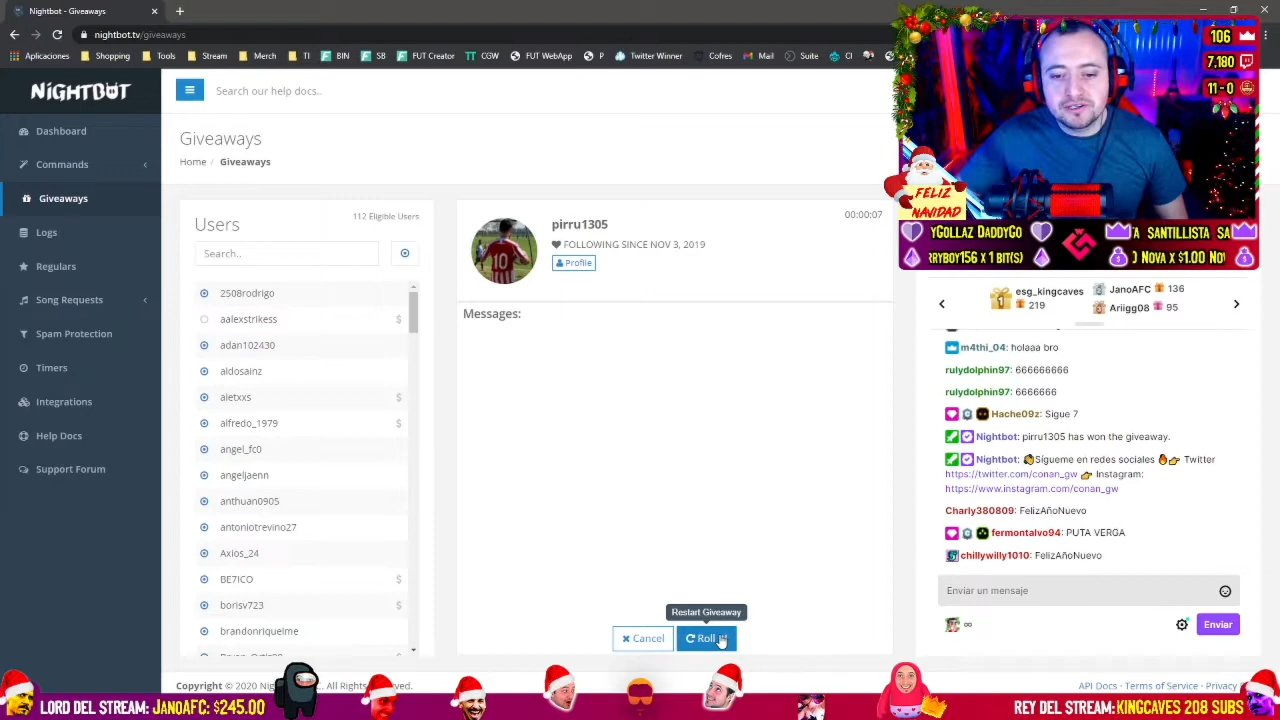 Nightbot - Giveaways
nightbot.tv/giveaways
Aplicaciones Shopping Tools Stream Merch TI BIN SB FUT Creator TTT CGW FUT WebApp P Twitter Winner Cofres Mail Suite CI
NiGHTBOT
Search our help docs..
Dashboard
Commands
Giveaways
Logs
Regulars
Song Requests
Spam Protection
Timers
Integrations
Help Docs
Support Forum
Giveaways
Home / Giveaways
Users
112 Eligible Users
Search..
2508rodrigo
aalexstrikess $
adan102430
aldosainz
aletxxs $
alfredo_1979 $
angel_fc0
angeljaenn
anthuan0905
antoniotrevino27
Axios_24
BE7ICO $
borisv723 $
brandonriqueime
pirru1305
00:00:07
FOLLOWING SINCE NOV 3, 2019
Profile
Messages:
Restart Giveaway
Cancel
Roll
106
7,180
11 - 0
FELIZ
NAVIDAD
YGOLLAZ DADDYGO
SANTILLISTA SA
RRYBOY156 X 1 BIT(S)
O NOVA X $1.00 NO
esg_kingcaves
219
JanoAFC 136
Ariigg08 95
m4thi_04: holaaa bro
rulydolphin97: 666666666
rulydolphin97: 6666666
Hache09z: Sigue 7
Nightbot: pirru1305 has won the giveaway.
Nightbot: Sígueme en redes sociales Twitter
https://twitter.com/conan_gw Instagram:
https://www.instagram.com/conan_gw
Charly380809: FelizAñoNuevo
fermontalvo94: PUTA VERGA
chillywilly1010: FelizAñoNuevo
Enviar un mensaje
∞
Enviar
API Docs - Terms of Service - Privacy
LORD DEL STREAM: JANOAFC: $245.00
REY DEL STREAM: KINGCAVES 208 SUBS